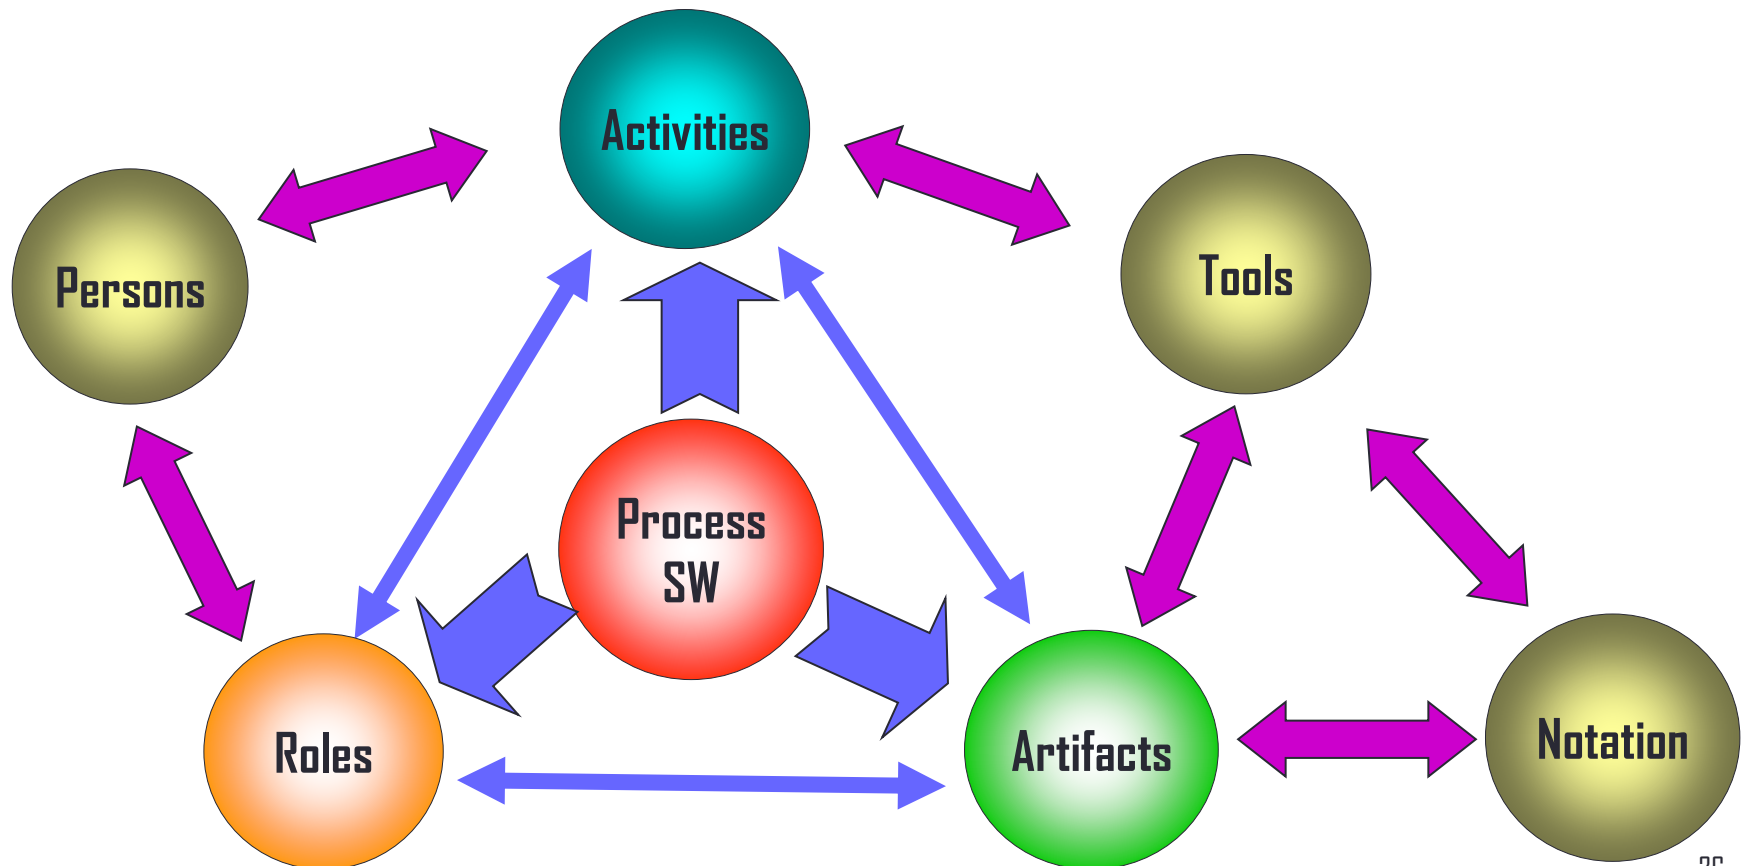 Activities
Persons
Tools
Process
SW
Roles
Artifacts
Notation